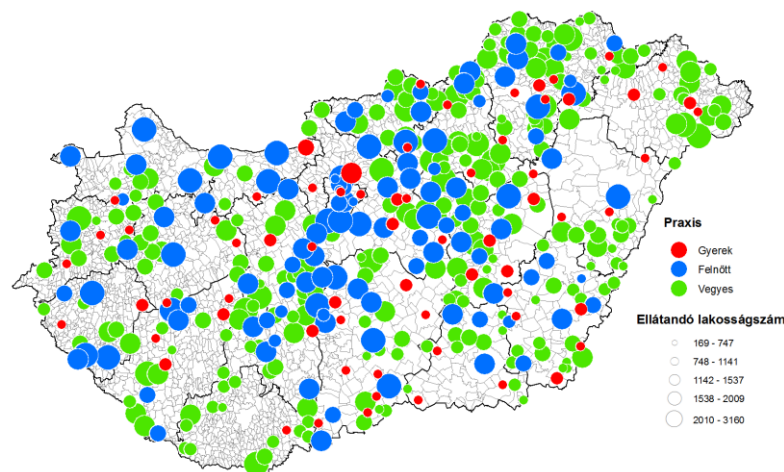 Praxis
Gyerek
Felnőtt
Vegyes
Ellátandó lakosságszám
169 - 747
748 - 1141
1142 - 1537
1538 - 2009
2010 - 3160